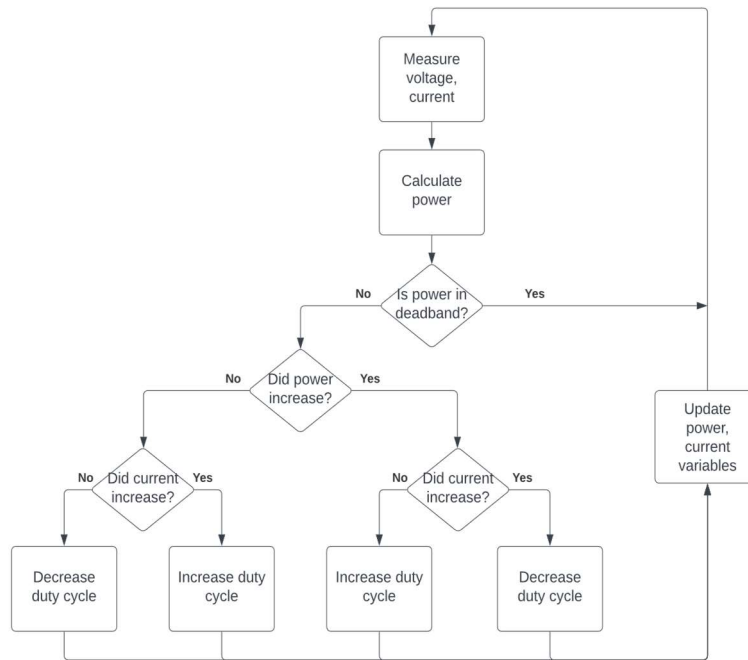 Measure
voltage,
current
Calculate
power
Is power in
deadband?
No
Yes
Did power
increase?
No
Yes
Update
power,
current
variables
Did current
increase?
No
Yes
Did current
increase?
No
Yes
Decrease
duty cycle
Increase duty
cycle
Increase duty
cycle
Decrease
duty cycle